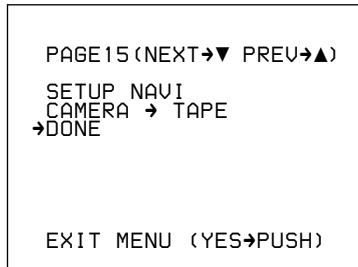 PAGE15(NEXT→▼ PREV→▲)
SETUP NAVI
CAMERA → TAPE
→DONE
EXIT MENU (YES→PUSH)